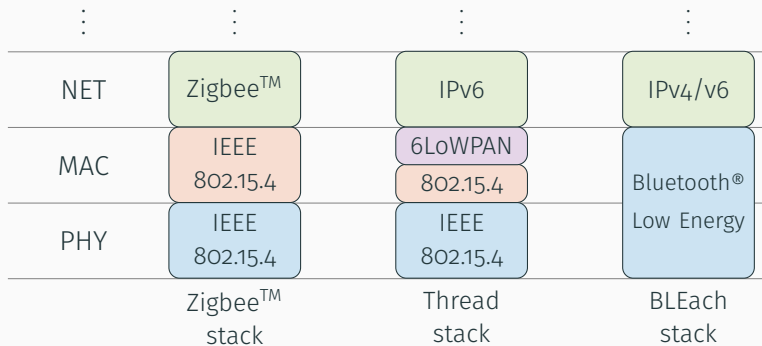 ⋮ ⋮ ⋮ ⋮
NET Zigbee™ IPv6 IPv4/v6
MAC IEEE 802.15.4 6LoWPAN 802.15.4 Bluetooth® Low Energy
PHY IEEE 802.15.4 IEEE 802.15.4
Zigbee™ stack Thread stack BLEach stack